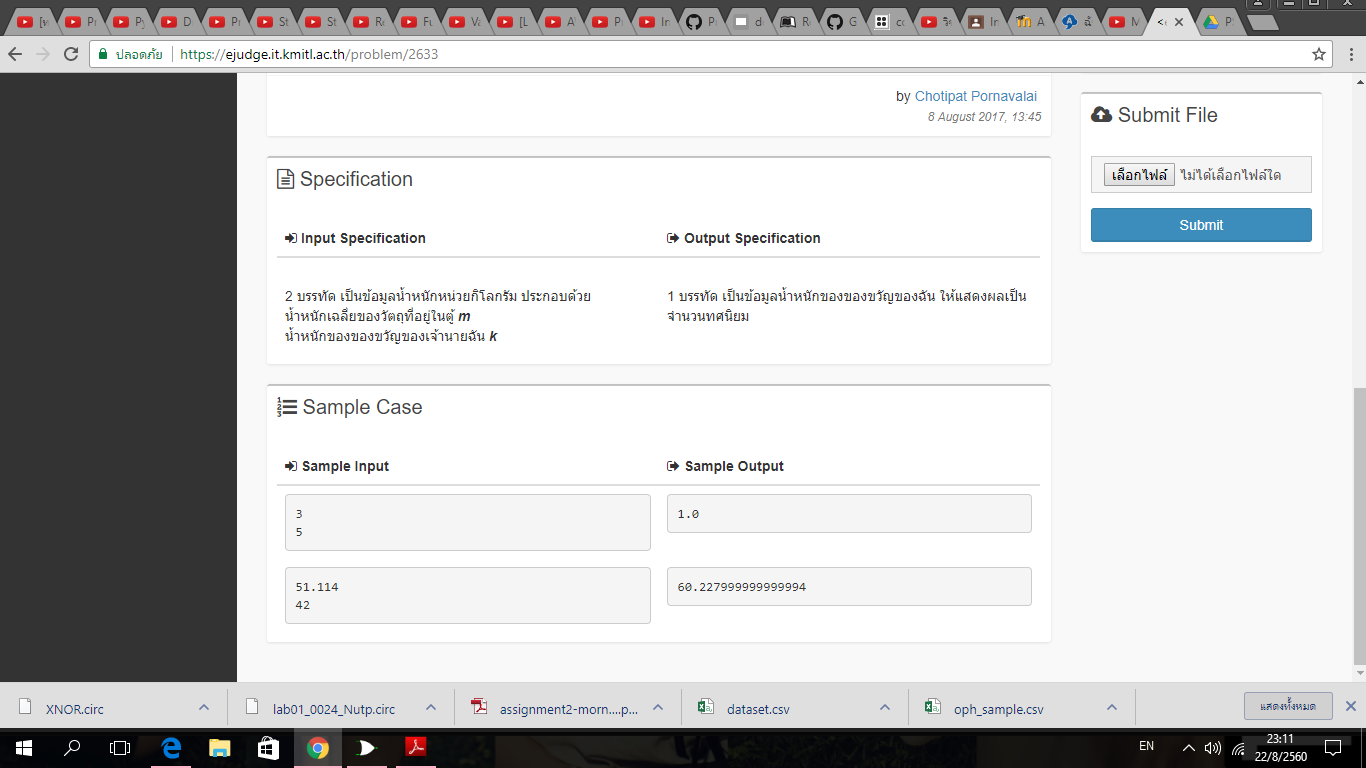 ปลอดภัย
https://ejudge.it.kmitl.ac.th/problem/2633
by Chotipat Pornavalai
8 August 2017, 13:45
Submit File
เลือกไฟล์ ไม่ได้เลือกไฟล์ใด
Submit
Specification
Input Specification
Output Specification
2 บรรทัด เป็นข้อมูลน้ำหนักหน่วยกิโลกรัม ประกอบด้วย
น้ำหนักเฉลี่ยของวัตถุที่อยู่ในตู้ m
น้ำหนักของของขวัญของเจ้านายฉัน k
1 บรรทัด เป็นข้อมูลน้ำหนักของของขวัญของฉัน ให้แสดงผลเป็น
จำนวนทศนิยม
Sample Case
Sample Input
Sample Output
3
5
1.0
51.114
42
60.227999999999994
XNOR.circ
lab01_0024_Nutp.circ
assignment2-morn....p...
dataset.csv
oph_sample.csv
แสดงทั้งหมด
EN
23:11
22/8/2560